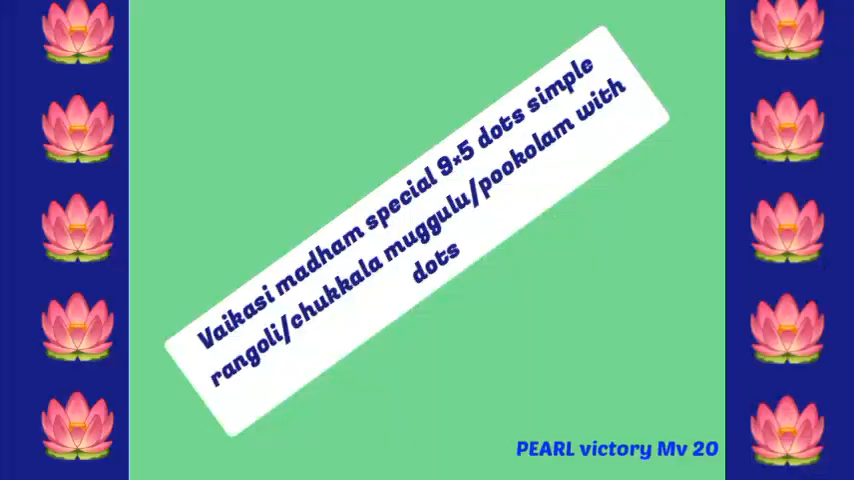 Vaikasi madham special 9*5 dots simple
rangoli/chukkala muggulu/pookolam with
dots
PEARL victory Mv 20